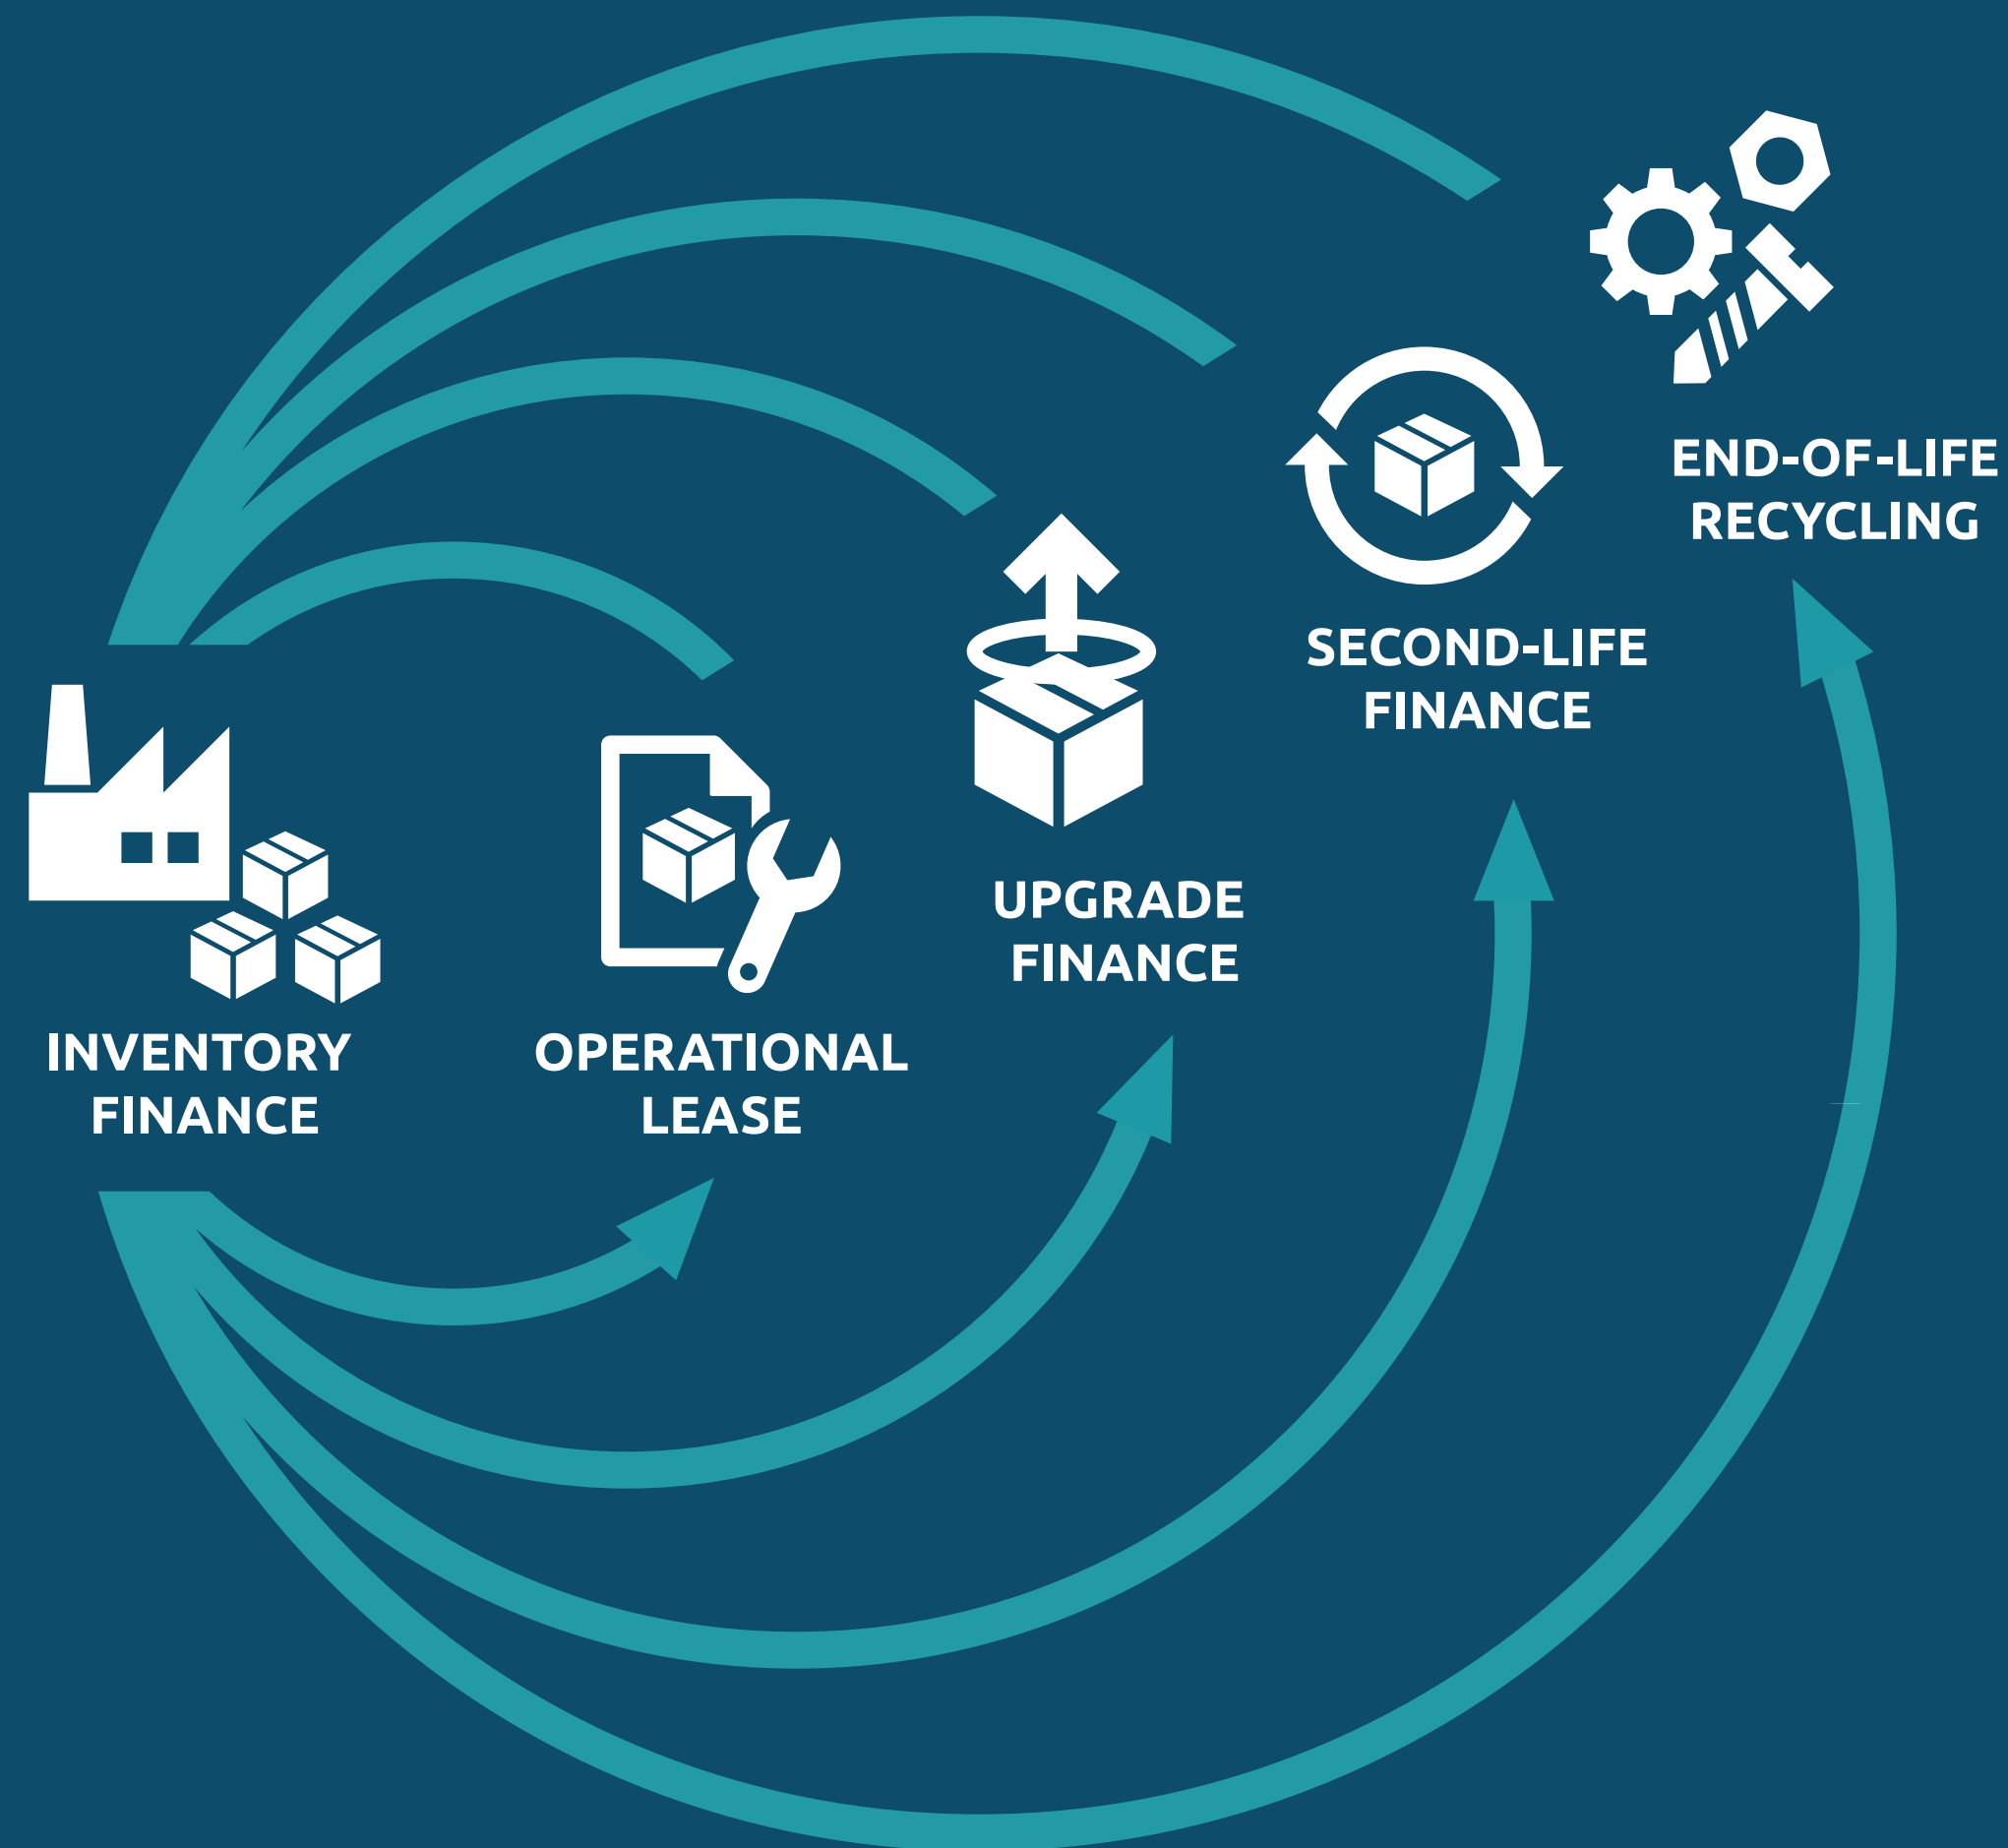 INVENTORY
FINANCE
OPERATIONAL
LEASE
UPGRADE
FINANCE
SECOND-LIFE
FINANCE
END-OF-LIFE
RECYCLING